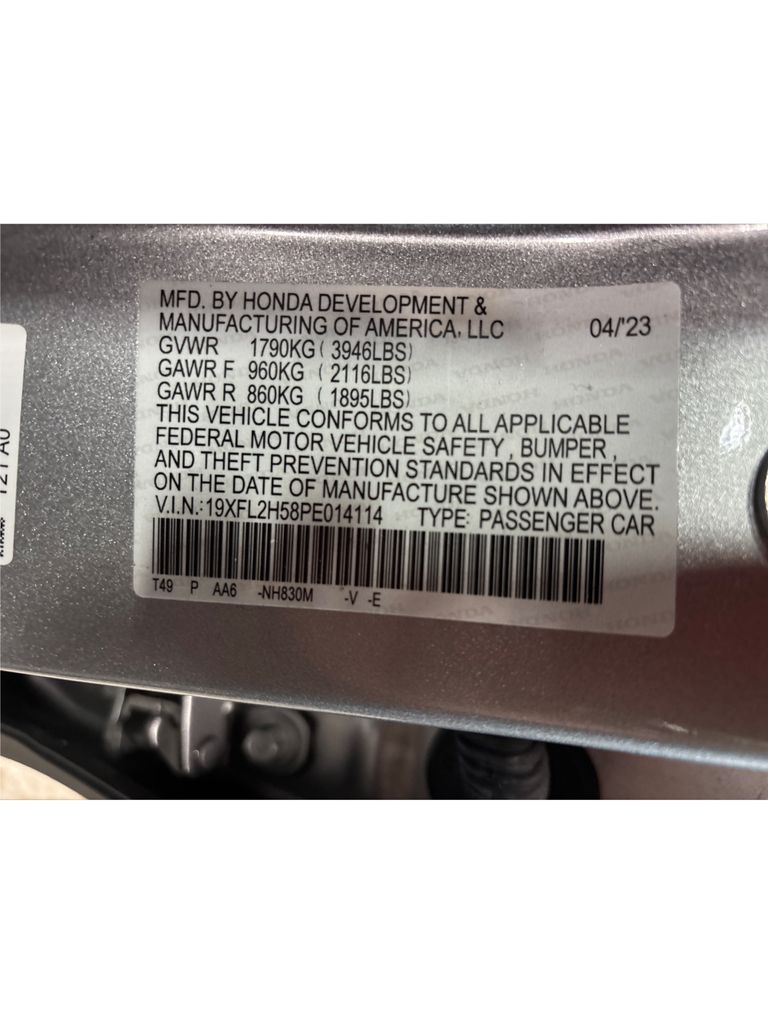 MFD. BY HONDA DEVELOPMENT &
MANUFACTURING OF AMERICA, LLC 04/'23
GVWR 1790KG ( 3946LBS)
GAWR F 960KG ( 2116LBS)
GAWR R 860KG ( 1895LBS)
THIS VEHICLE CONFORMS TO ALL APPLICABLE
FEDERAL MOTOR VEHICLE SAFETY , BUMPER ,
AND THEFT PREVENTION STANDARDS IN EFFECT
ON THE DATE OF MANUFACTURE SHOWN ABOVE.
V.I.N.:19XFL2H58PE014114 TYPE: PASSENGER CAR
T49 P AA6 -NH830M -V -E